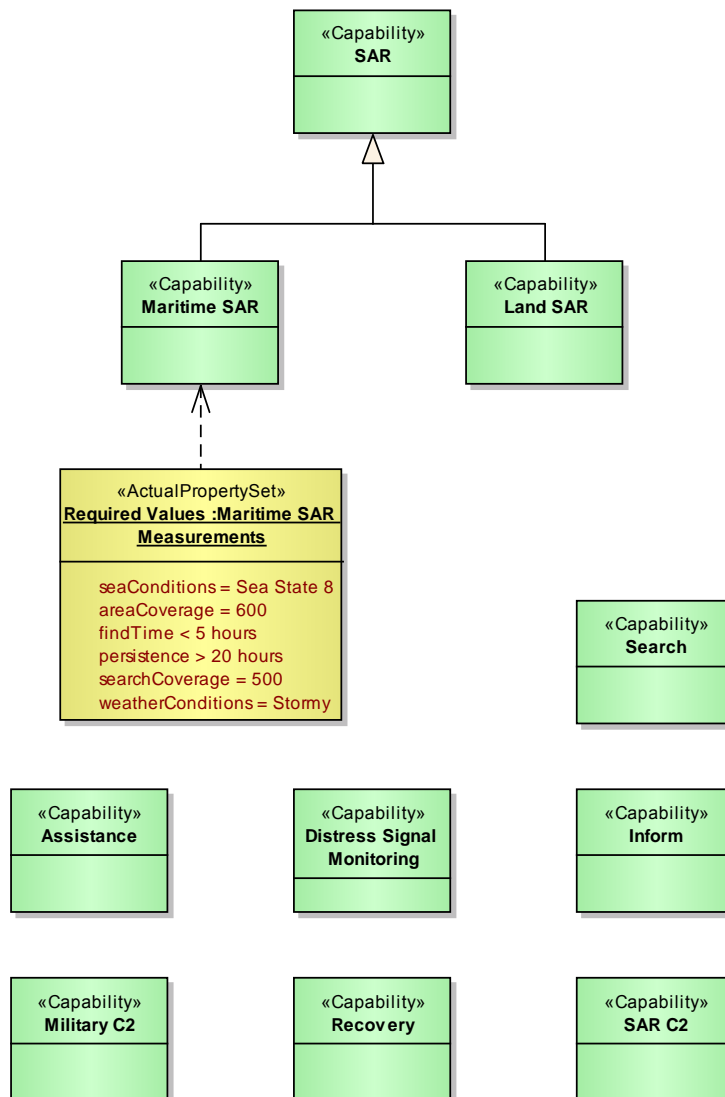 «Capability»
SAR
«Capability»
Maritime SAR
«Capability»
Land SAR
«ActualPropertySet»
Required Values :Maritime SAR
Measurements
seaConditions = Sea State 8
areaCoverage = 600
findTime < 5 hours
persistence > 20 hours
searchCoverage = 500
weatherConditions = Stormy
«Capability»
Search
«Capability»
Assistance
«Capability»
Distress Signal
Monitoring
«Capability»
Inform
«Capability»
Military C2
«Capability»
Recovery
«Capability»
SAR C2